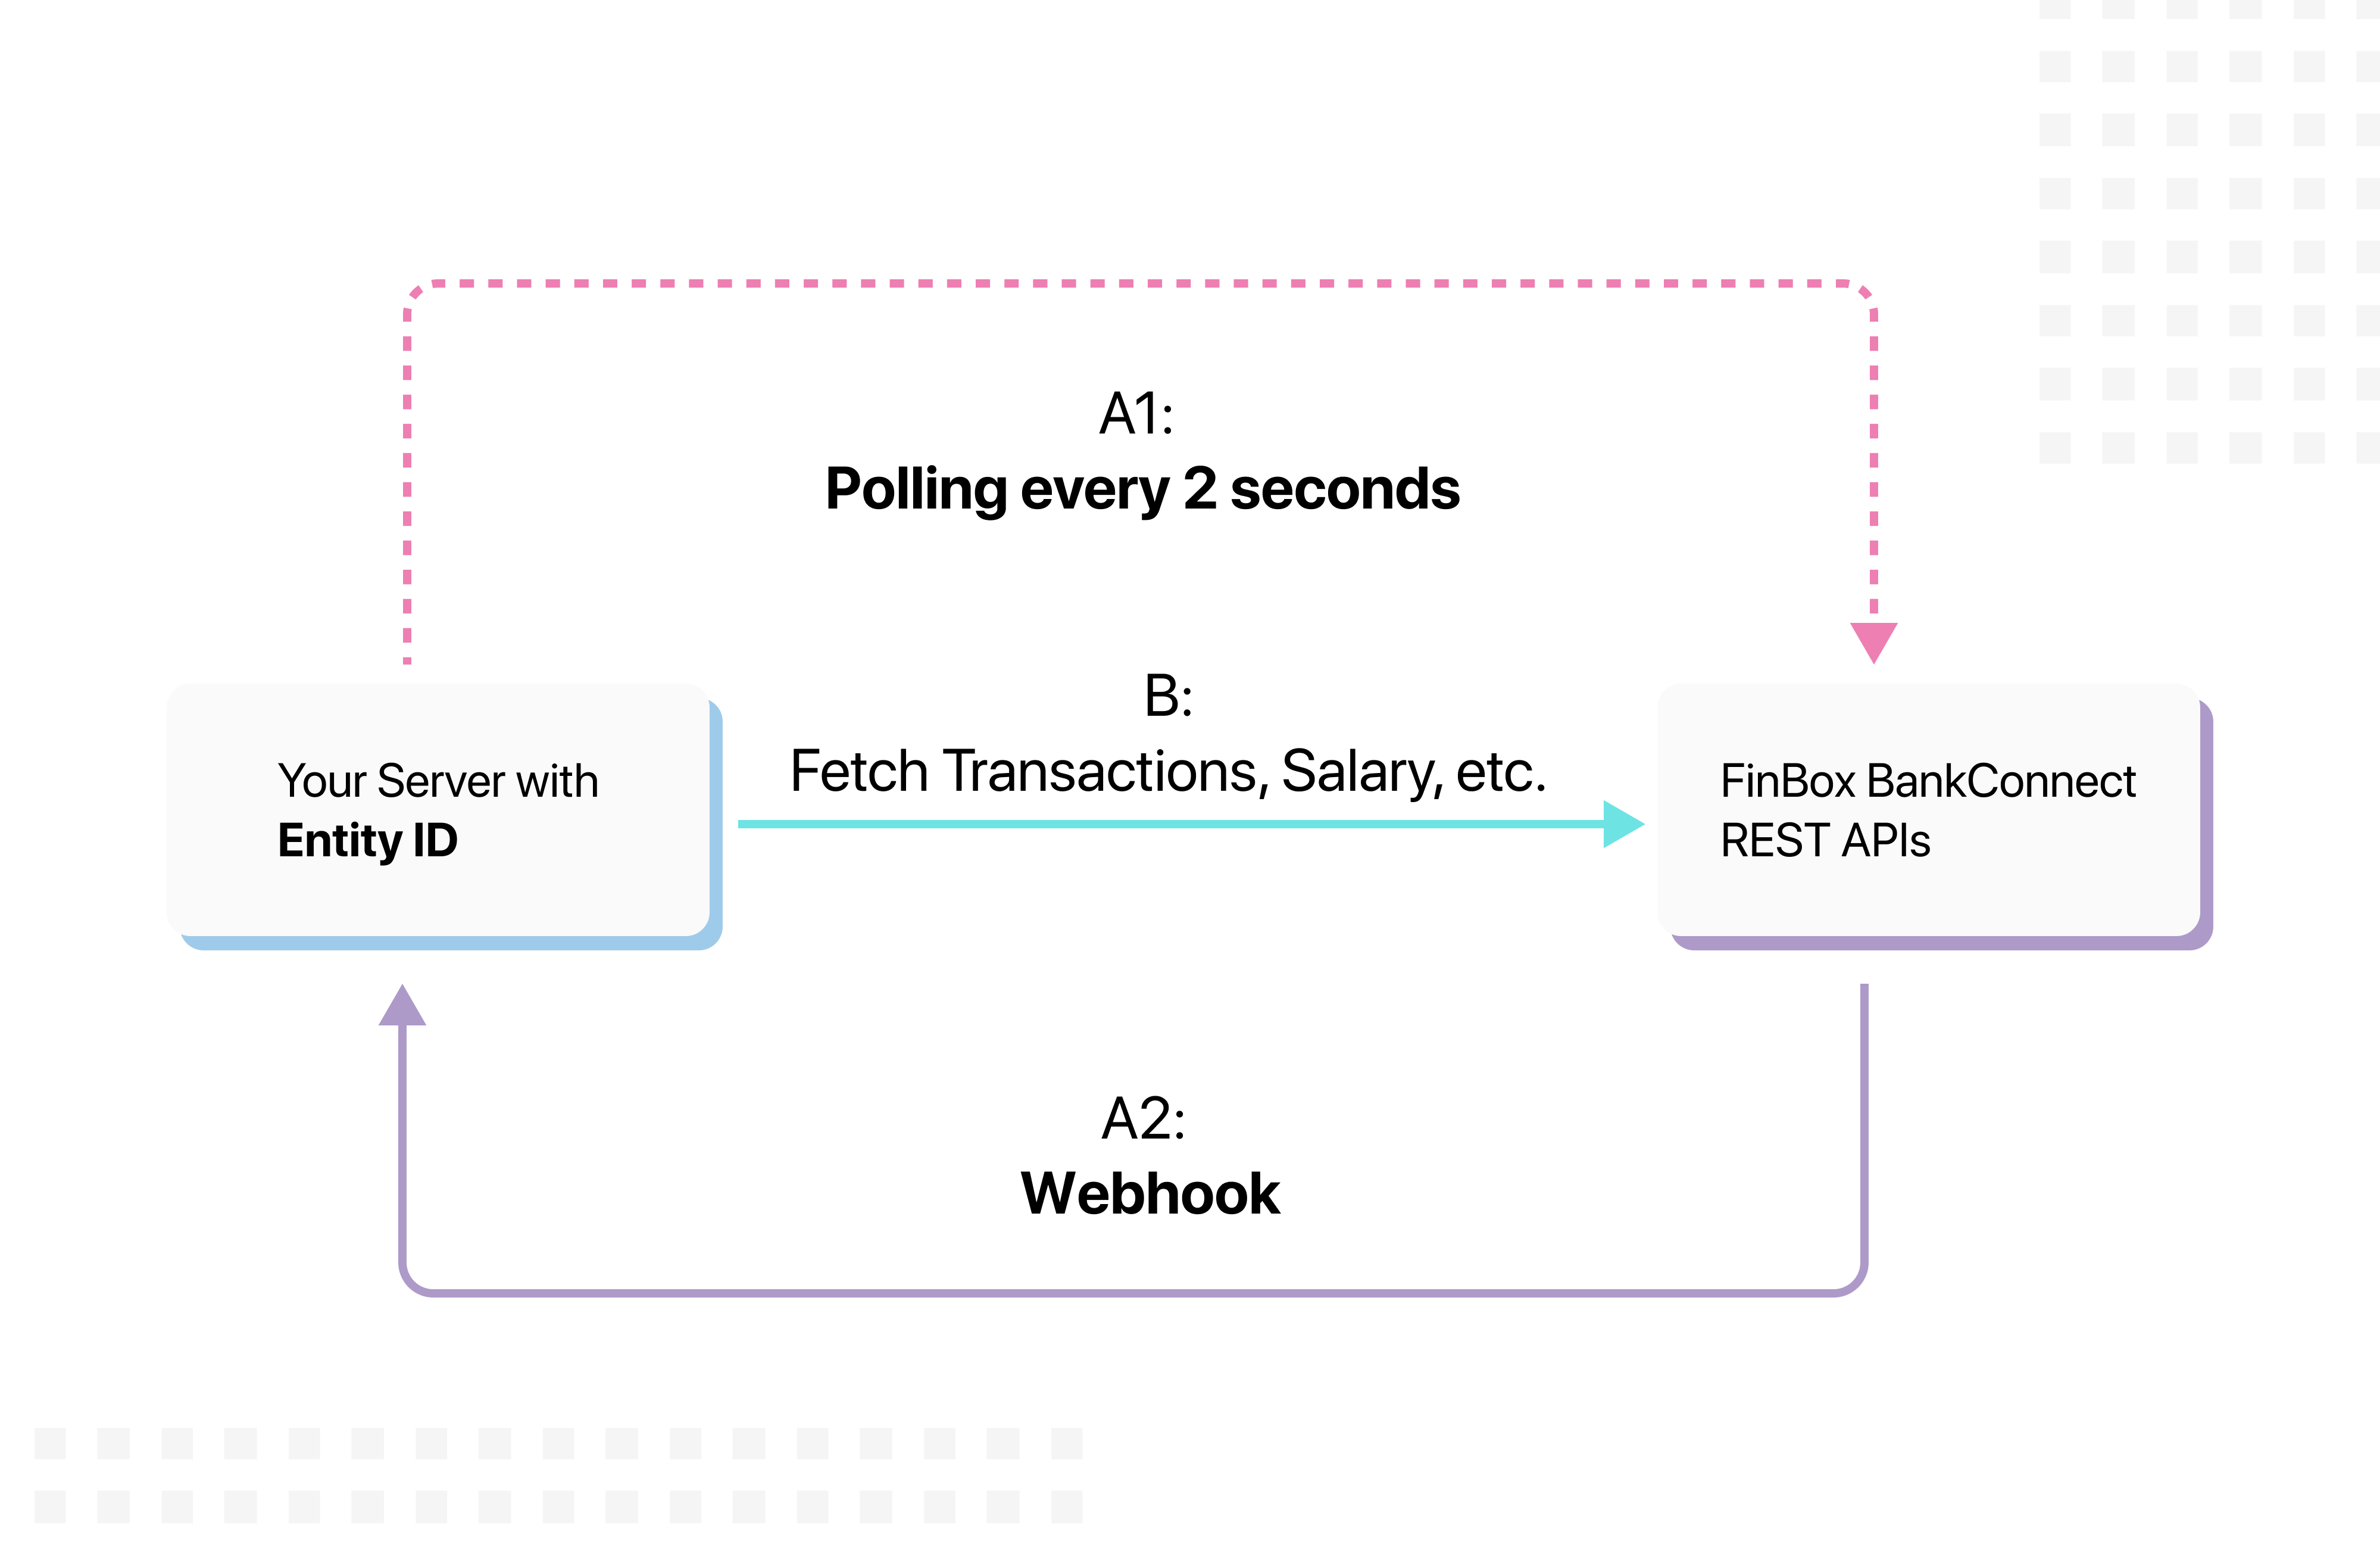 A1:
Polling every 2 seconds
B:
Fetch Transactions, Salary, etc.
Your Server with
Entity ID
FinBox BankConnect
REST APIs
A2:
Webhook